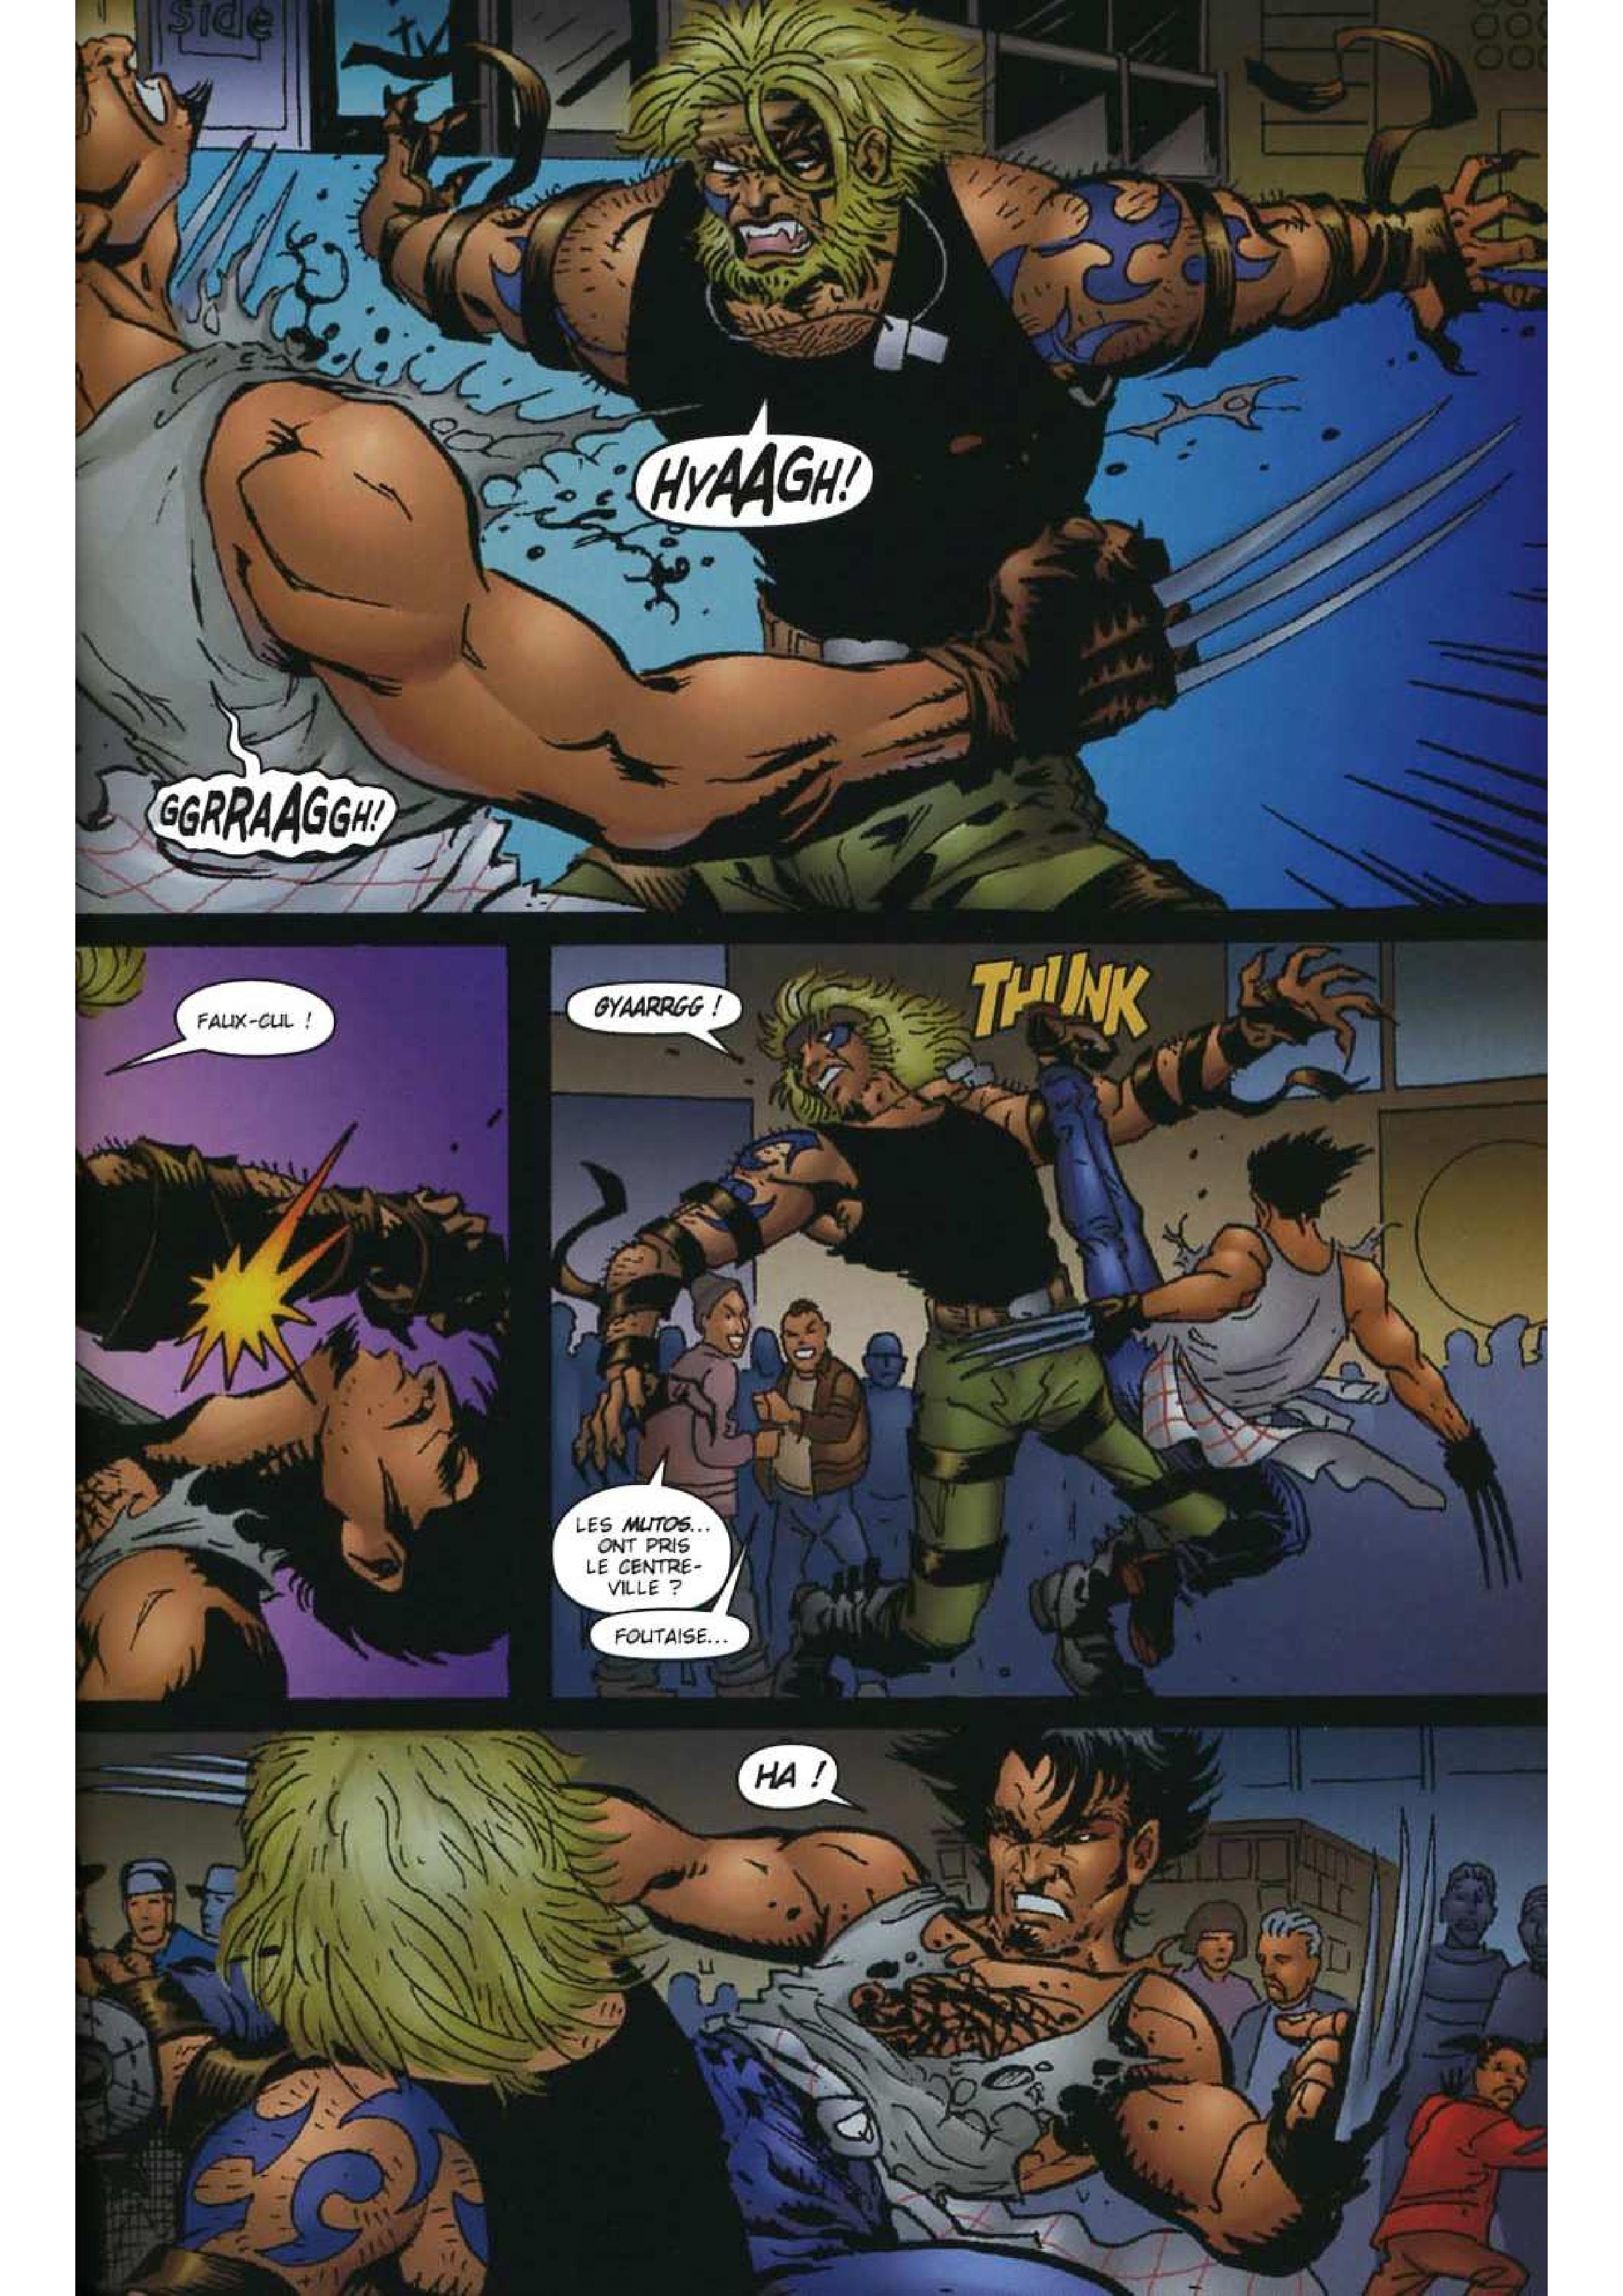 Side
HYAAGH!
GGRRAAGGH!
FAUX-CUL !
GYAARRGG !
THUNK
LES MUTOS...
ONT PRIS
LE CENTRE-
VILLE ?
FOUTAISE...
HA !